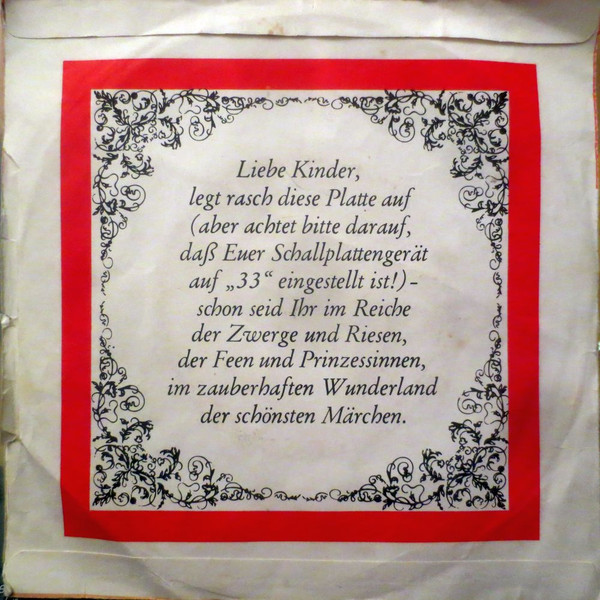 Liebe Kinder,
legt rasch diese Platte auf
(aber achtet bitte darauf,
daß Euer Schallplattengerät
auf „33“ eingestellt ist!)–
schon seid Ihr im Reiche
der Zwerge und Riesen,
der Feen und Prinzessinnen,
im zauberhaften Wunderland
der schönsten Märchen.